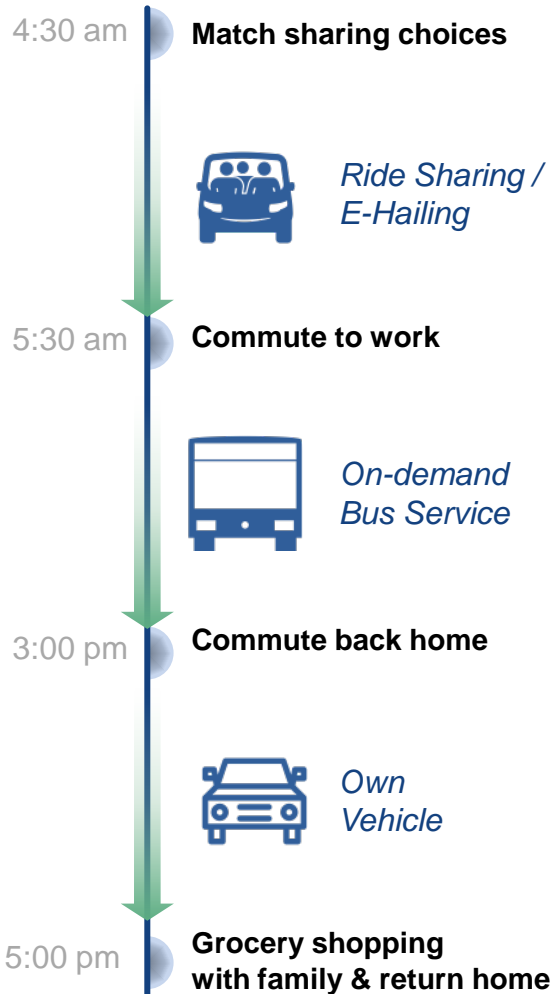 4:30 am
Match sharing choices
Ride Sharing /
E-Hailing
5:30 am
Commute to work
On-demand
Bus Service
3:00 pm
Commute back home
Own
Vehicle
5:00 pm
Grocery shopping
with family & return home